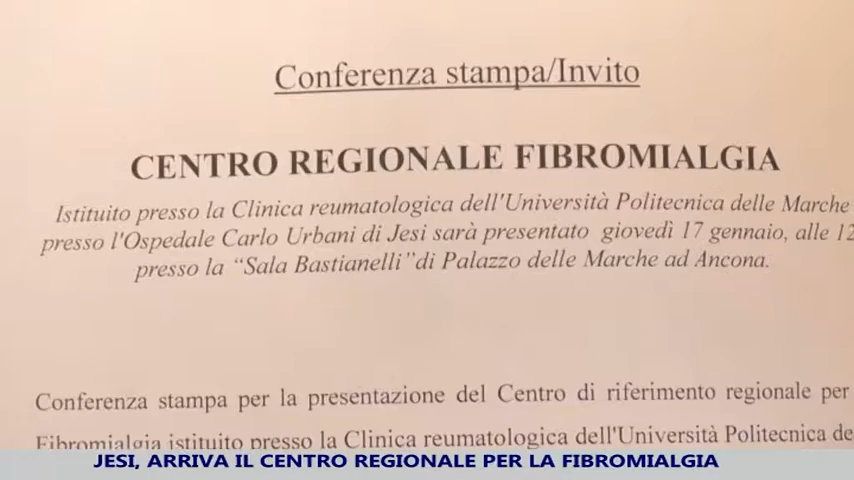 Conferenza stampa/Invito
CENTRO REGIONALE FIBROMIALGIA
Istituito presso la Clinica reumatologica dell'Università Politecnica delle Marche
presso l'Ospedale Carlo Urbani di Jesi sarà presentato giovedì 17 gennaio, alle 12
presso la “Sala Bastianelli”di Palazzo delle Marche ad Ancona.
Conferenza stampa per la presentazione del Centro di riferimento regionale per
Fibromialgia istituito presso la Clinica reumatologica dell'Università Politecnica de
JESI, ARRIVA IL CENTRO REGIONALE PER LA FIBROMIALGIA